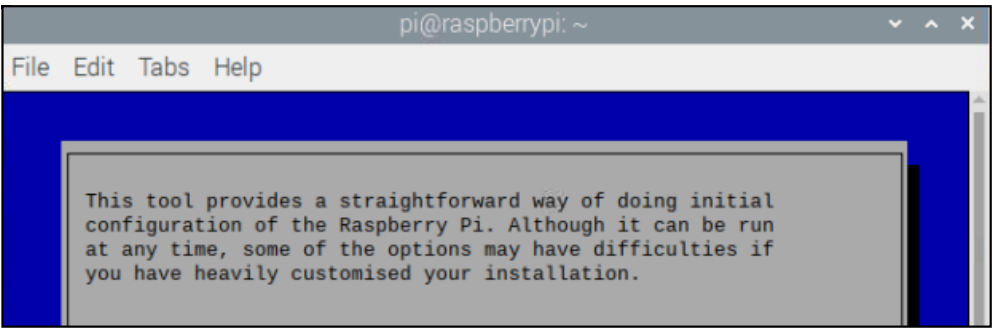 pi@raspberrypi: ~
File Edit Tabs Help
This tool provides a straightforward way of doing initial
configuration of the Raspberry Pi. Although it can be run
at any time, some of the options may have difficulties if
you have heavily customised your installation.